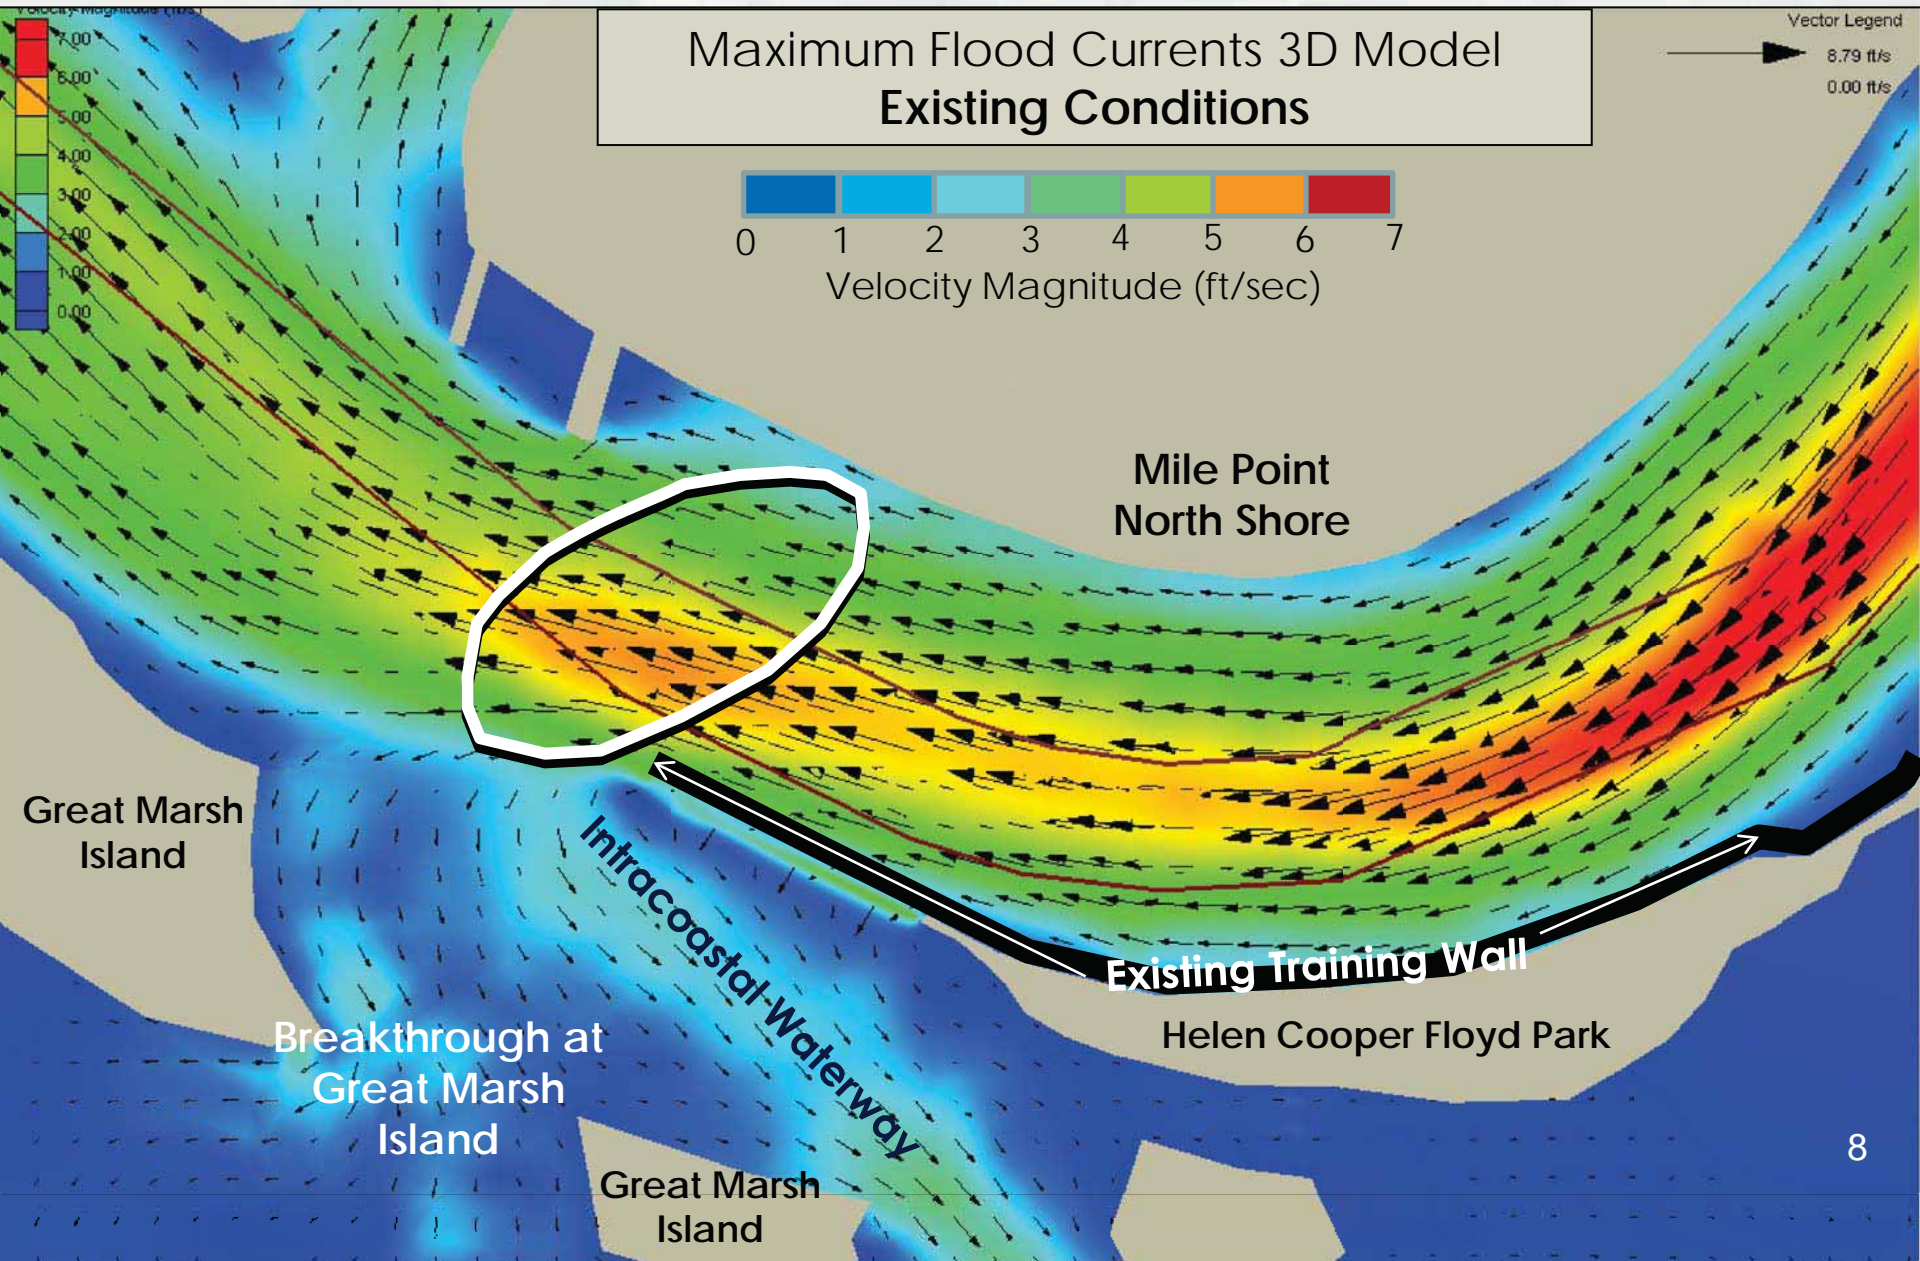 Velocity Magnitude (ft/s)
7.00
6.00
5.00
4.00
3.00
2.00
1.00
0.00
Maximum Flood Currents 3D Model
Existing Conditions
Vector Legend
8.79 ft/s
0.00 ft/s
0 1 2 3 4 5 6 7
Velocity Magnitude (ft/sec)
Mile Point
North Shore
Great Marsh
Island
Intracoastal Waterway
Existing Training Wall
Helen Cooper Floyd Park
Breakthrough at
Great Marsh
Island
Great Marsh
Island
8